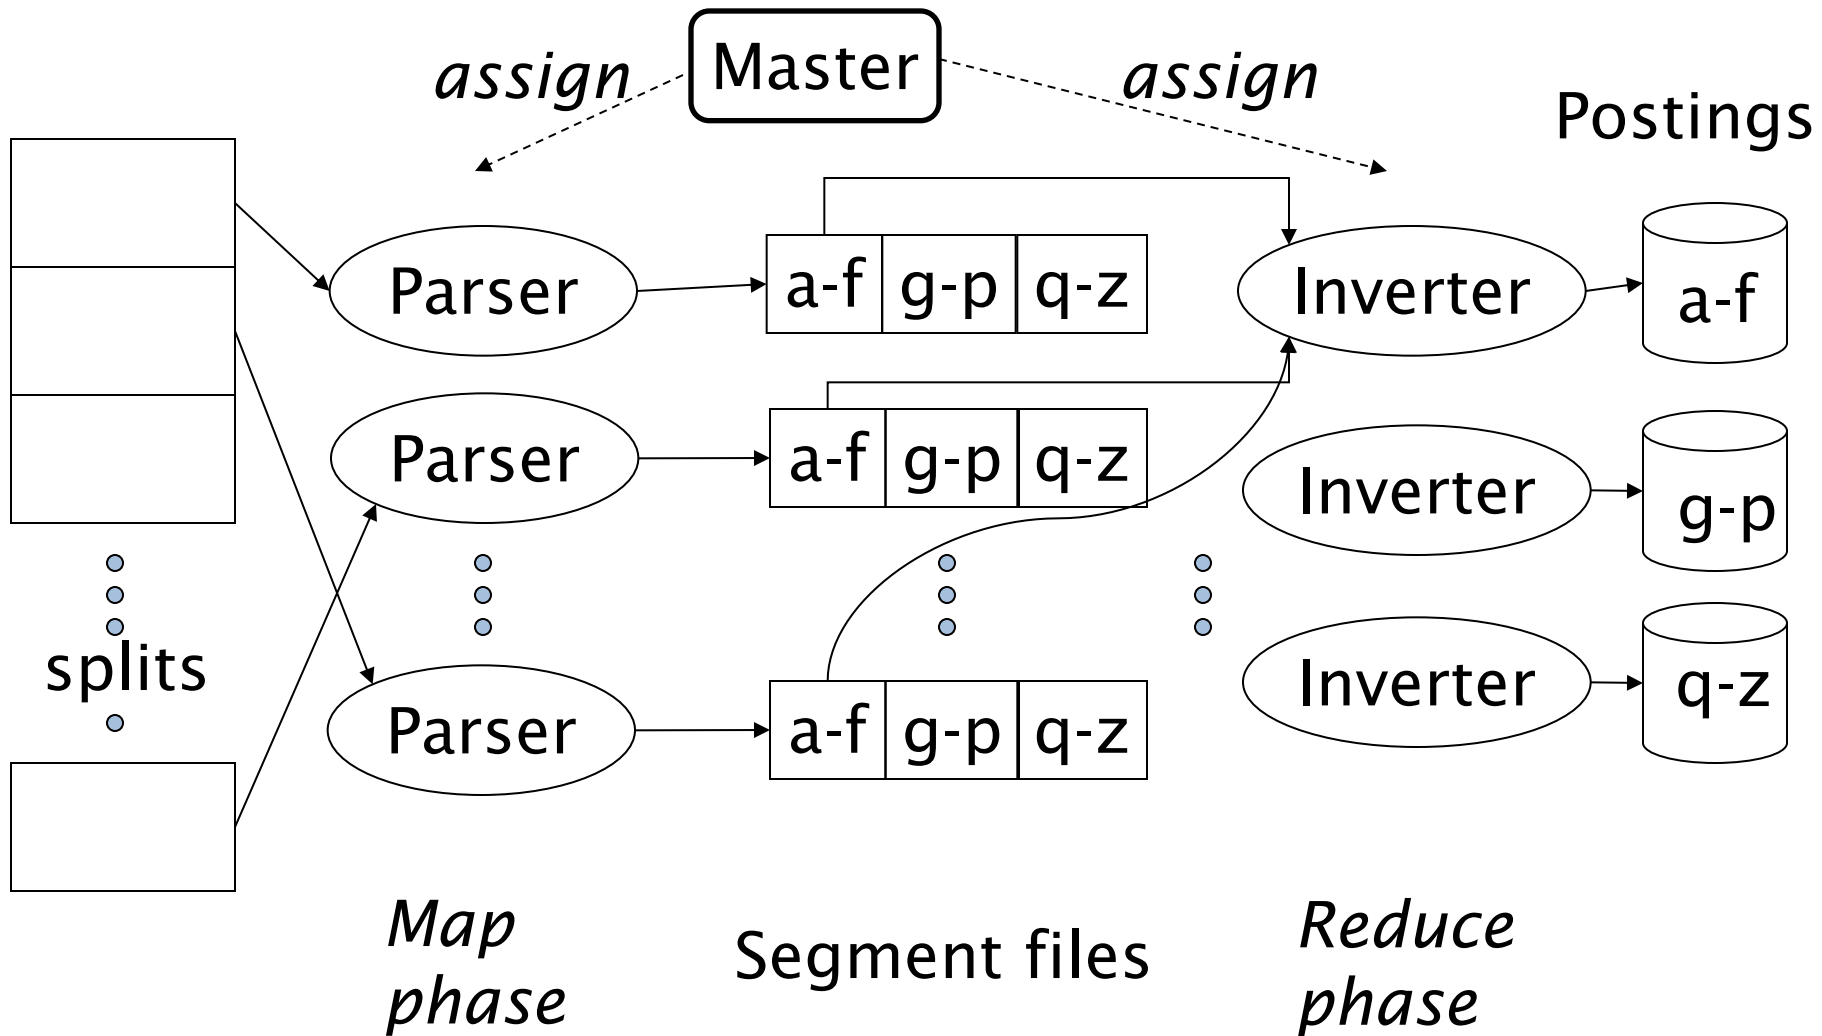 assign
Master
assign
Postings
Parser
a-f g-p q-z
Inverter
a-f
Parser
a-f g-p q-z
Inverter
g-p
splits
Parser
a-f g-p q-z
Inverter
q-z
Map
phase
Segment files
Reduce
phase